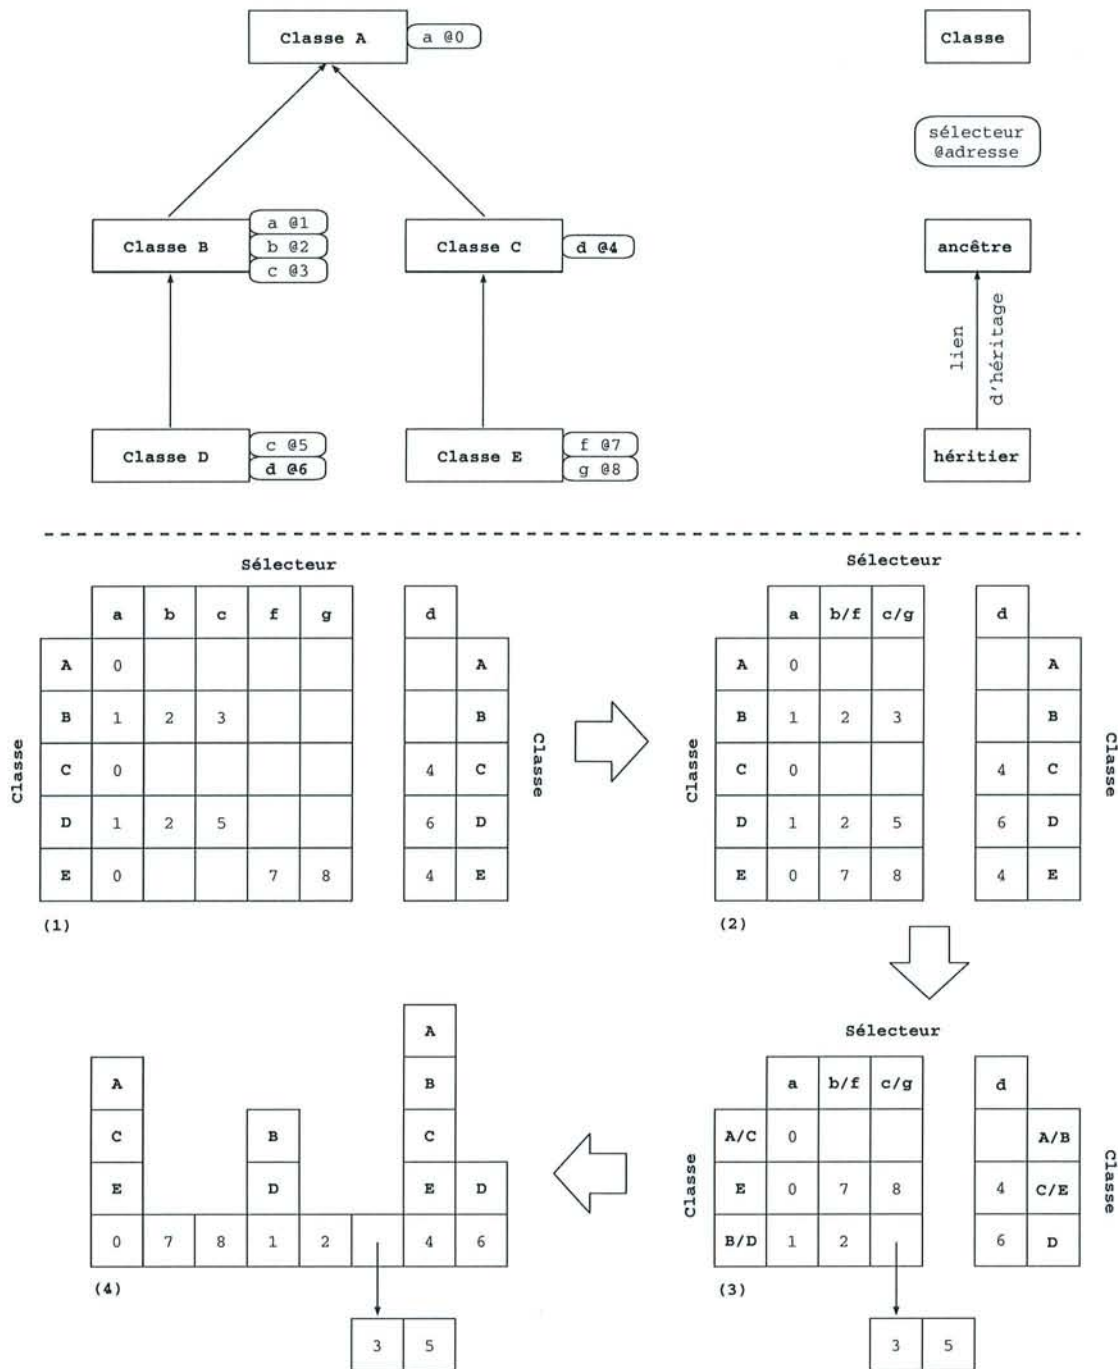 Classe A
a @0
Classe
sélecteur
@adresse
Classe B
a @1
b @2
c @3
Classe C
d @4
ancêtre
lien
d'héritage
Classe D
c @5
d @6
Classe E
f @7
g @8
héritier
Sélecteur
a b c f g d
A 0 A
B 1 2 3 B
C 0 4 C
D 1 2 5 6 D
E 0 7 8 4 E
Classe
Classe
(1)
Sélecteur
a b/f c/g d
A 0 A
B 1 2 3 B
C 0 4 C
D 1 2 5 6 D
E 0 7 8 4 E
Classe
Classe
(2)
Sélecteur
a b/f c/g d
A/C 0 A/B
E 0 7 8 4 C/E
B/D 1 2 6 D
Classe
Classe
(3)
3 5
A
A B
C B C
E D E D
0 7 8 1 2 4 6
(4)
3 5